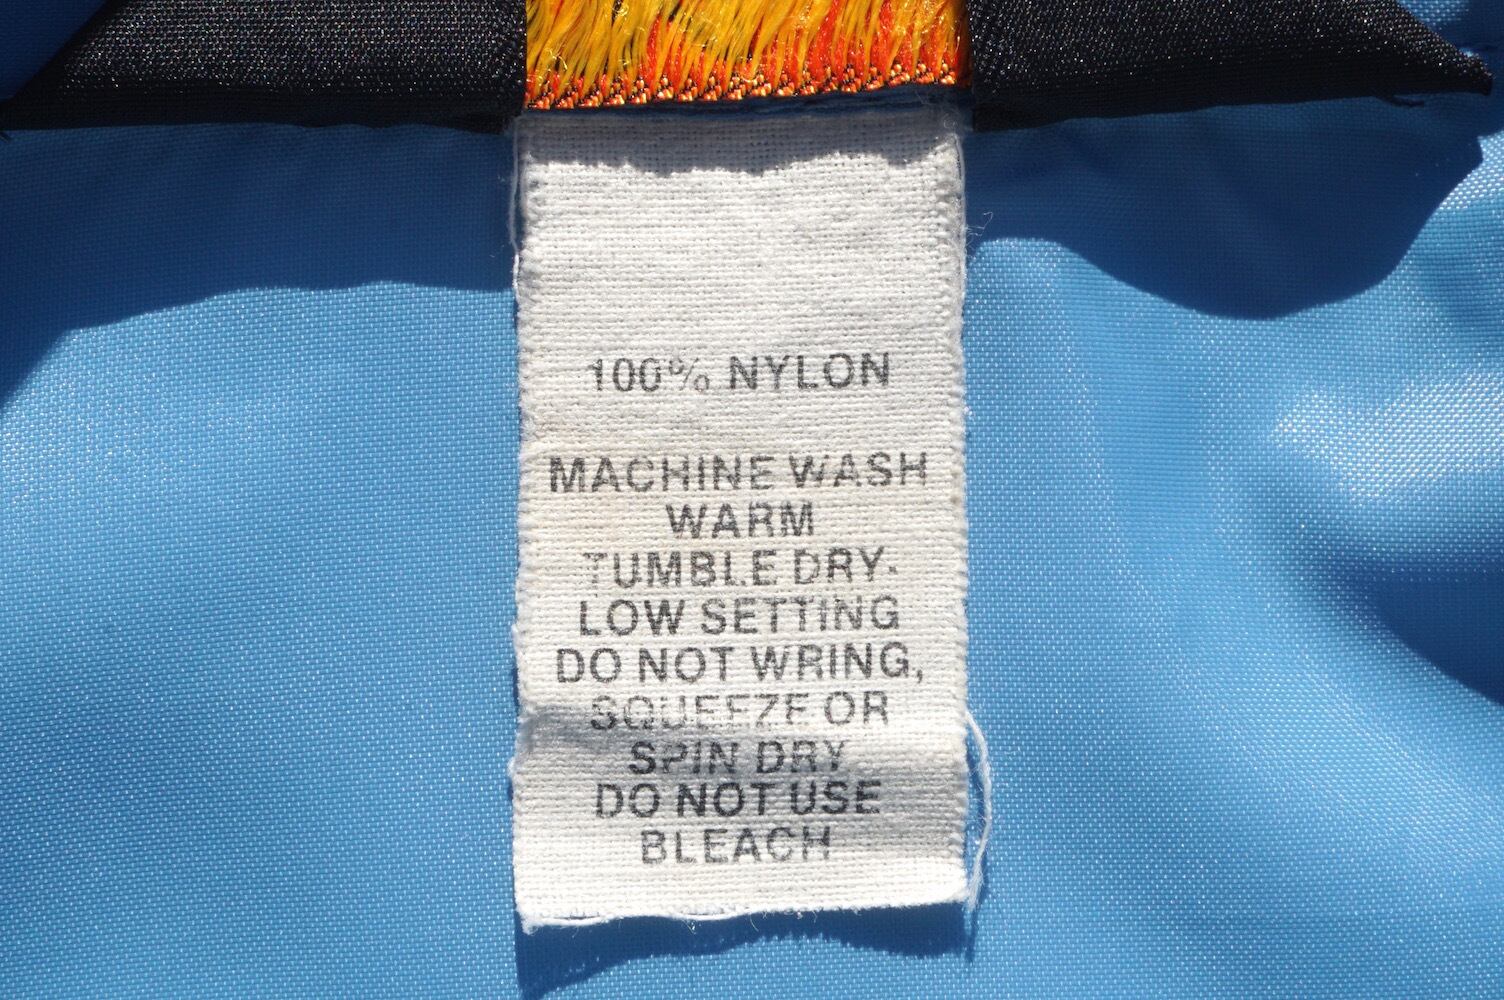 100% NYLON
MACHINE WASH
WARM
TUMBLE DRY-
LOW SETTING
DO NOT WRING,
SQUEEZE OR
SPIN DRY
DO NOT USE
BLEACH